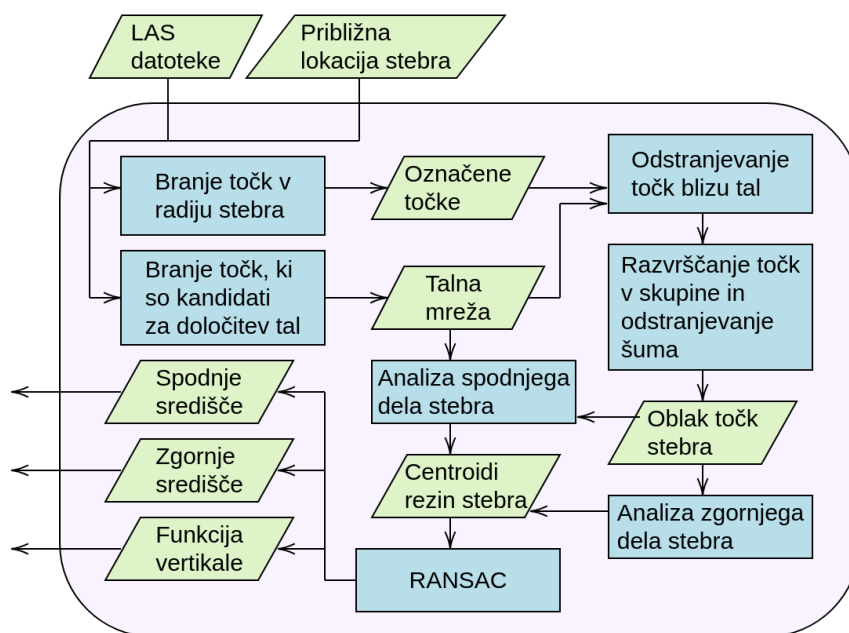 LAS
datoteke
Približna
lokacija stebra
Branje točk v
radiju stebra
Označene
točke
Odstranjevanje
točk blizu tal
Branje točk, ki
so kandidati
za določitev tal
Talna
mreža
Razvrščanje točk
v skupine in
odstranjevanje
šuma
Spodnje
središče
Analiza spodnjega
dela stebra
Oblak točk
stebra
Zgornje
središče
Centroidi
rezin stebra
Analiza zgornjega
dela stebra
Funkcija
vertikale
RANSAC